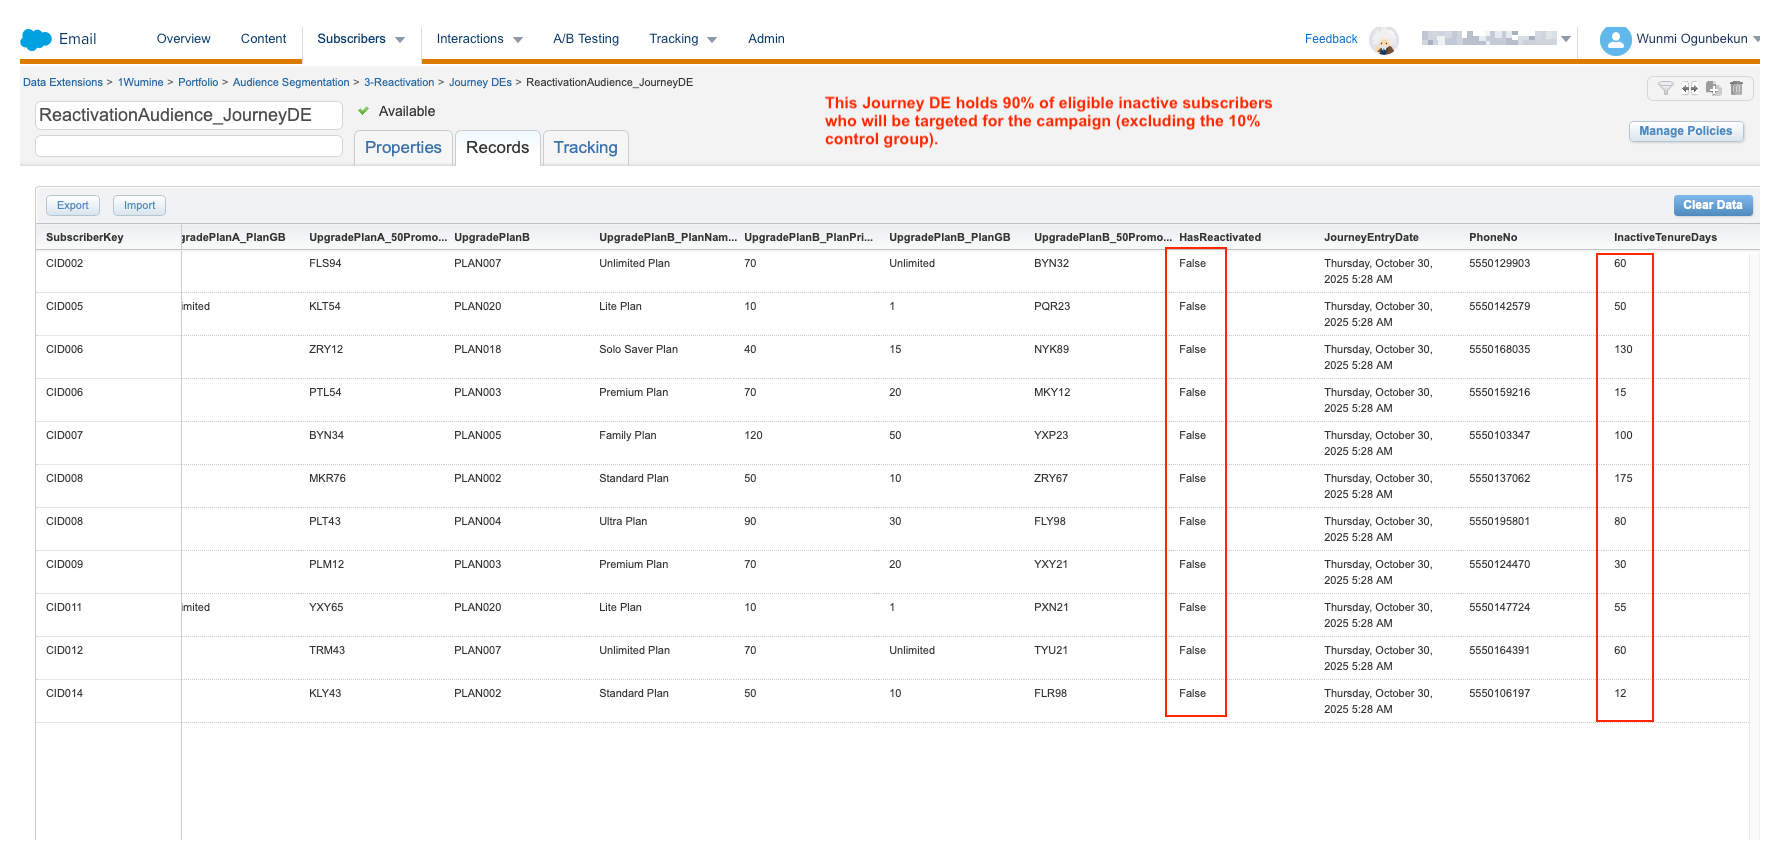 Email Overview Content Subscribers Interactions A/B Testing Tracking Admin Feedback Wunmi Ogunbekun
Data Extensions > 1Wumine > Portfolio > Audience Segmentation > 3-Reactivation > Journey DEs > ReactivationAudience_JourneyDE
ReactivationAudience_JourneyDE
Available
This Journey DE holds 90% of eligible inactive subscribers
who will be targeted for the campaign (excluding the 10%
control group).
Manage Policies
Properties Records Tracking
Export Import Clear Data
SubscriberKey gradePlanA_PlanGB UpgradePlanA_50Promo... UpgradePlanB UpgradePlanB_PlanNam... UpgradePlanB_PlanPri... UpgradePlanB_PlanGB UpgradePlanB_50Promo... HasReactivated JourneyEntryDate PhoneNo InactiveTenureDays
CID002 FLS94 PLAN007 Unlimited Plan 70 Unlimited BYN32 False Thursday, October 30, 5550129903 60
2025 5:28 AM
CID005 imited KLT54 PLAN020 Lite Plan 10 1 PQR23 False Thursday, October 30, 5550142579 50
2025 5:28 AM
CID006 ZRY12 PLAN018 Solo Saver Plan 40 15 NYK89 False Thursday, October 30, 5550168035 130
2025 5:28 AM
CID006 PTL54 PLAN003 Premium Plan 70 20 MKY12 False Thursday, October 30, 5550159216 15
2025 5:28 AM
CID007 BYN34 PLAN005 Family Plan 120 50 YXP23 False Thursday, October 30, 5550103347 100
2025 5:28 AM
CID008 MKR76 PLAN002 Standard Plan 50 10 ZRY67 False Thursday, October 30, 5550137062 175
2025 5:28 AM
CID008 PLT43 PLAN004 Ultra Plan 90 30 FLY98 False Thursday, October 30, 5550195801 80
2025 5:28 AM
CID009 PLM12 PLAN003 Premium Plan 70 20 YXY21 False Thursday, October 30, 5550124470 30
2025 5:28 AM
CID011 imited YXY65 PLAN020 Lite Plan 10 1 PXN21 False Thursday, October 30, 5550147724 55
2025 5:28 AM
CID012 TRM43 PLAN007 Unlimited Plan 70 Unlimited TYU21 False Thursday, October 30, 5550164391 60
2025 5:28 AM
CID014 KLY43 PLAN002 Standard Plan 50 10 FLR98 False Thursday, October 30, 5550106197 12
2025 5:28 AM